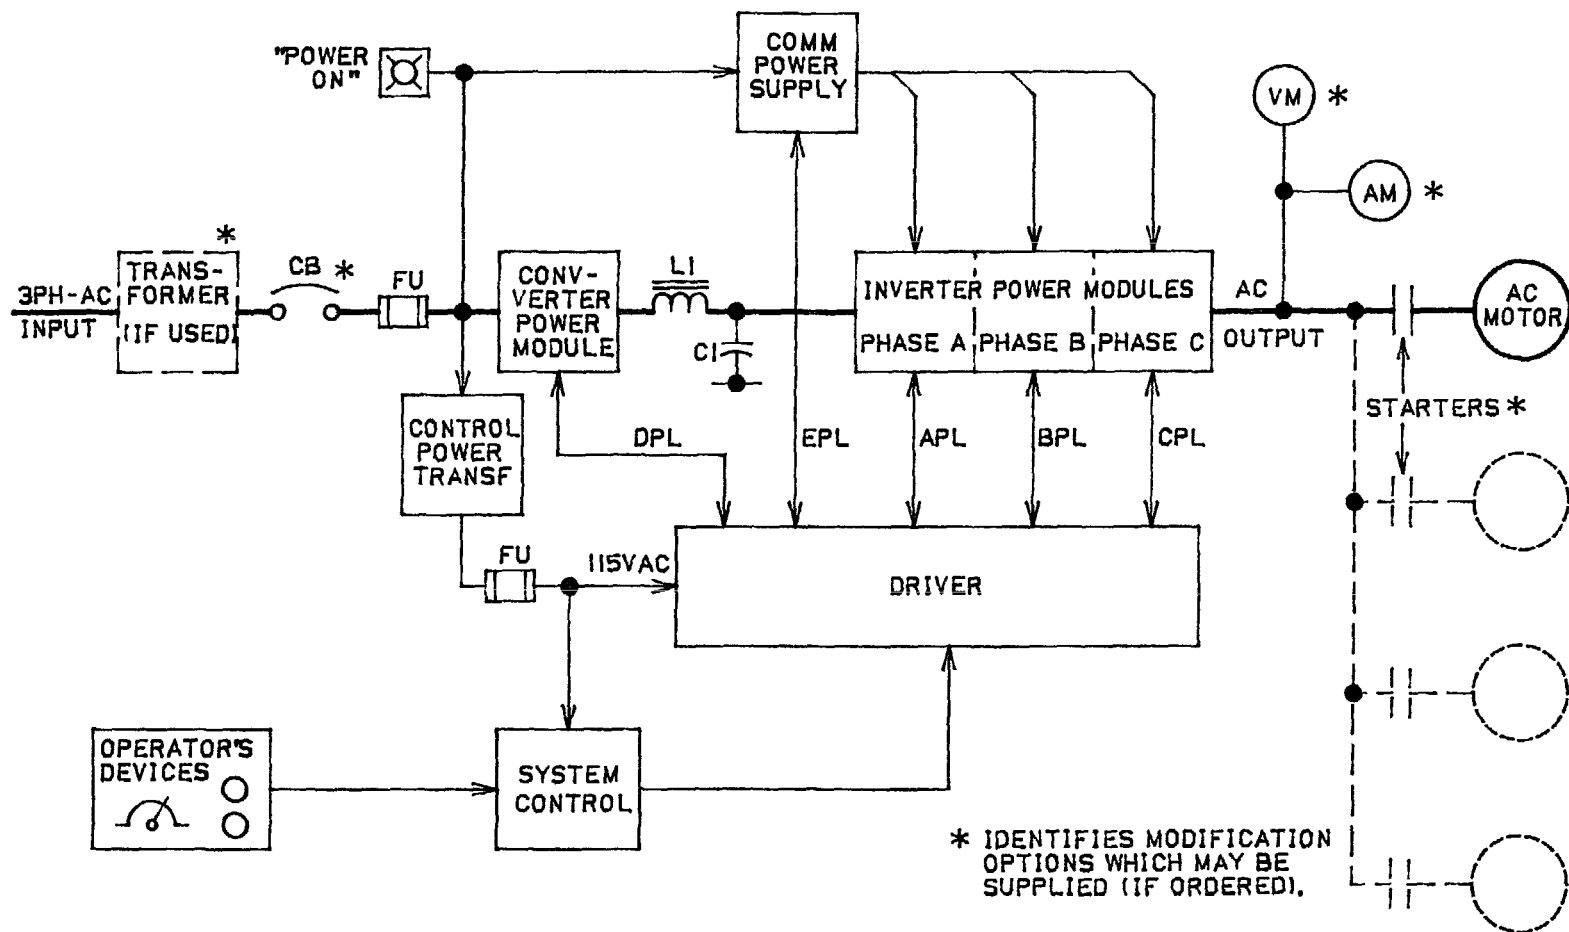 "POWER
ON"
COMM
POWER
SUPPLY
VM *
AM *
*
TRANS-
FORMER
(IF USED)
3PH-AC
INPUT
CB *
FU
CONV-
VERTER
POWER
MODULE
L1
C1
INVERTER POWER MODULES
PHASE A PHASE B PHASE C
AC
OUTPUT
AC
MOTOR
STARTERS *
CONTROL
POWER
TRANSF
DPL
EPL
APL
BPL
CPL
FU
115VAC
DRIVER
OPERATOR'S
DEVICES
SYSTEM
CONTROL
* IDENTIFIES MODIFICATION
OPTIONS WHICH MAY BE
SUPPLIED (IF ORDERED).